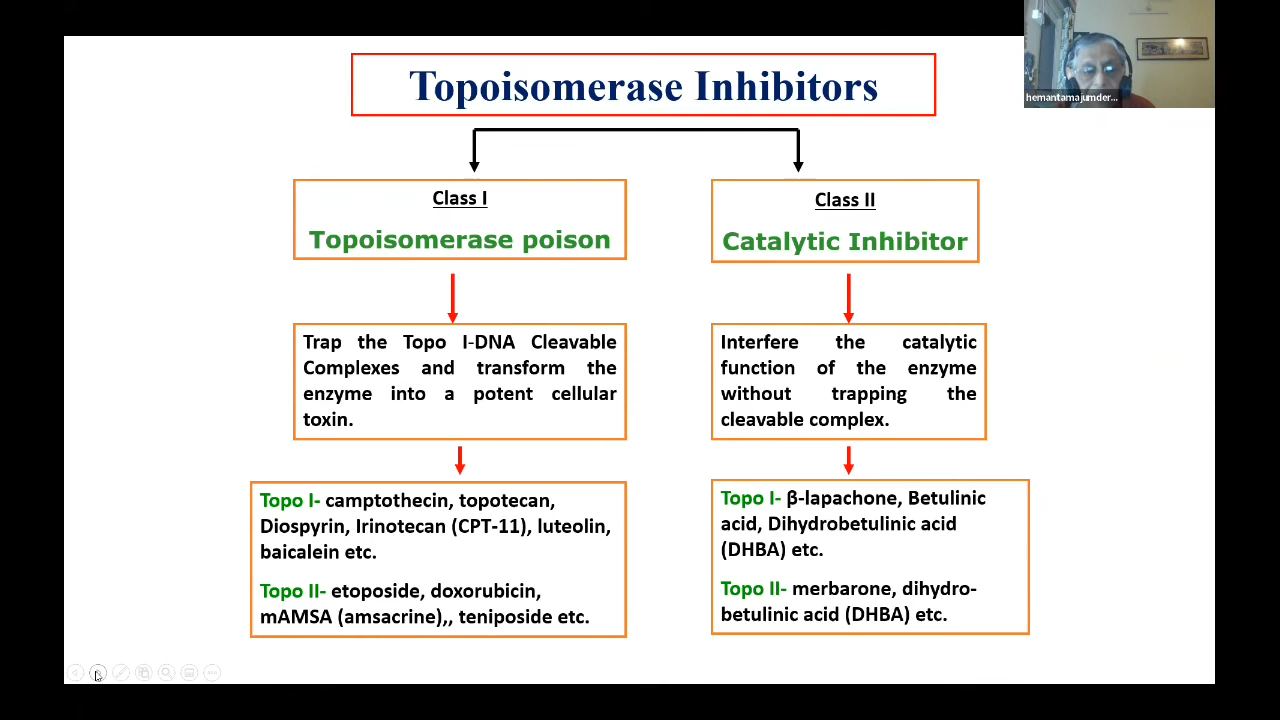 Topoisomerase Inhibitors
hemantamajumder...
Class I
Topoisomerase poison
Class II
Catalytic Inhibitor
Trap the Topo I-DNA Cleavable
Complexes and transform the
enzyme into a potent cellular
toxin.
Interfere the catalytic
function of the enzyme
without trapping the
cleavable complex.
Topo I- camptothecin, topotecan,
Diospyrin, Irinotecan (CPT-11), luteolin,
baicalein etc.
Topo II- etoposide, doxorubicin,
mAMSA (amsacrine),, teniposide etc.
Topo I- β-lapachone, Betulinic
acid, Dihydrobetulinic acid
(DHBA) etc.
Topo II- merbarone, dihydro-
betulinic acid (DHBA) etc.